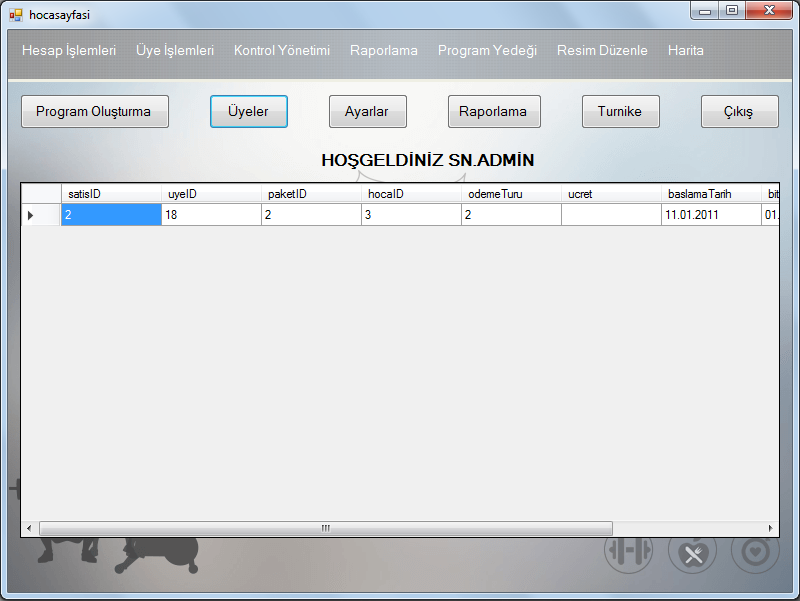 hocasayfasi
Hesap İşlemleri Üye İşlemleri Kontrol Yönetimi Raporlama Program Yedeği Resim Düzenle Harita
Program Oluşturma Üyeler Ayarlar Raporlama Turnike Çıkış
HOŞGELDİNİZ SN.ADMİN
satisID uyeID paketID hocaID odemeTuru ucret baslamaTarih bit
2 18 2 3 2 11.01.2011 01.